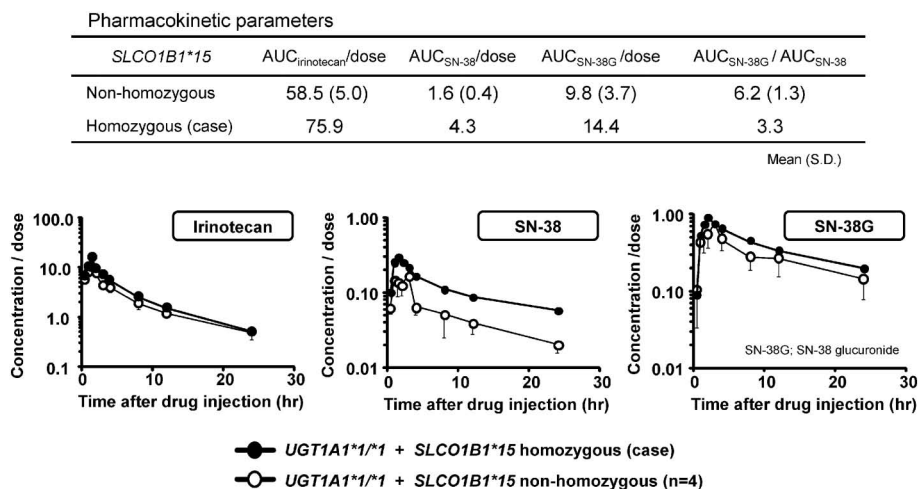 Pharmacokinetic parameters
SLCO1B1*15 AUCirinotecan/dose AUCSN-38/dose AUCSN-38G /dose AUCSN-38G / AUCSN-38
Non-homozygous 58.5 (5.0) 1.6 (0.4) 9.8 (3.7) 6.2 (1.3)
Homozygous (case) 75.9 4.3 14.4 3.3
Mean (S.D.)
Irinotecan
Concentration / dose
100.0
10.0
1.0
0.1
0 10 20 30
Time after drug injection (hr)
SN-38
Concentration / dose
1.00
0.10
0.01
0 10 20 30
Time after drug injection (hr)
SN-38G
Concentration /dose
1.00
0.10
0.01
SN-38G; SN-38 glucuronide
0 10 20 30
Time after drug injection (hr)
UGT1A1*1/*1 + SLCO1B1*15 homozygous (case)
UGT1A1*1/*1 + SLCO1B1*15 non-homozygous (n=4)